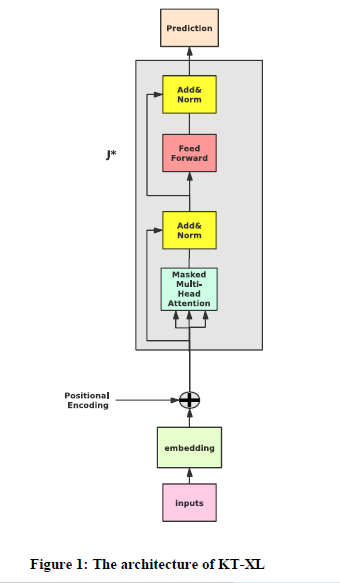 Prediction
Add&
Norm
J*
Feed
Forward
Add&
Norm
Masked
Multi-
Head
Attention
Positional
Encoding
embedding
inputs
Figure 1: The architecture of KT-XL